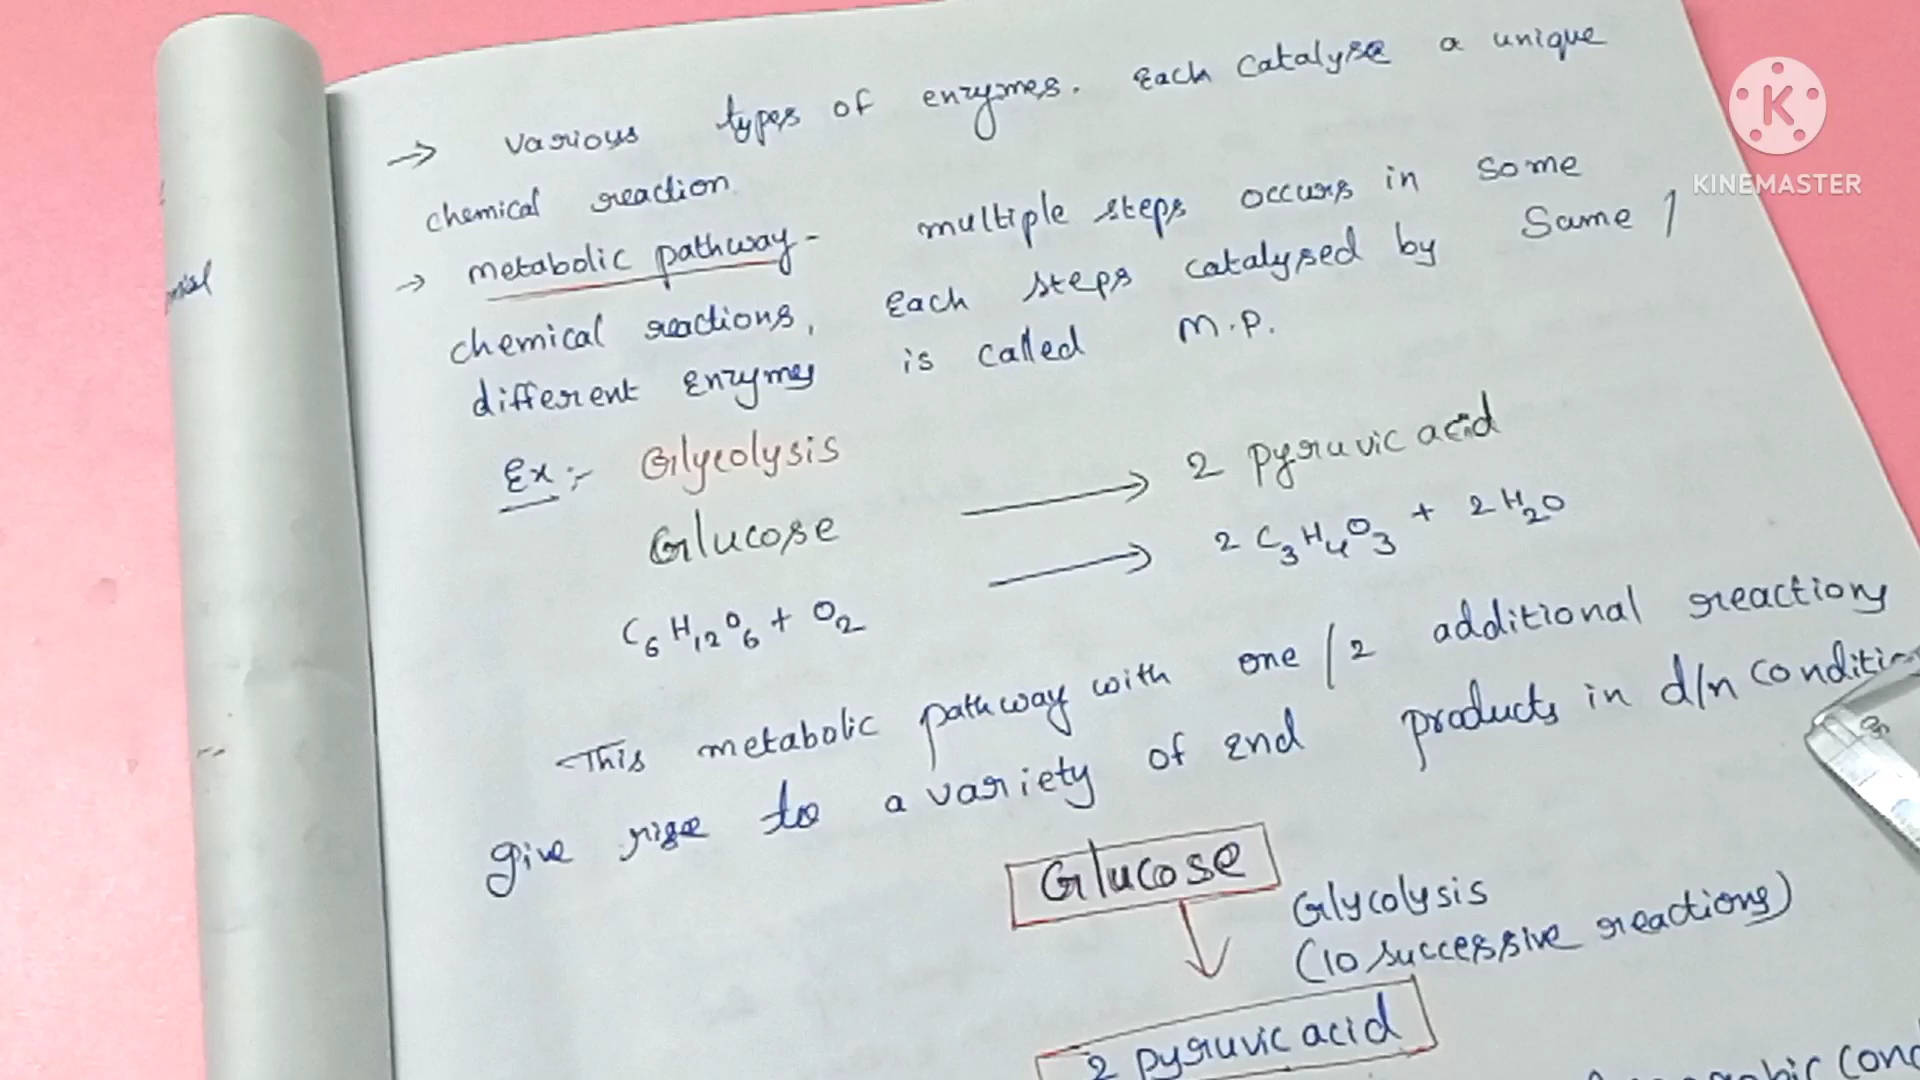 → various types of enzymes. Each catalyse a unique
chemical reaction.
→ metabolic pathway - multiple steps occurs in some
chemical reactions, Each steps catalysed by Same /
different enzymes is called M.P.
Ex:- Glycolysis
Glucose → 2 pyruvic acid
C6H12O6 + O2 → 2 C3H4O3 + 2H2O
This metabolic pathway with one / 2 additional reactions
give rise to a variety of end products in d/n conditi
Glucose
Glycolysis
(10 successive reactions)
2 pyruvic acid
KINEMASTER